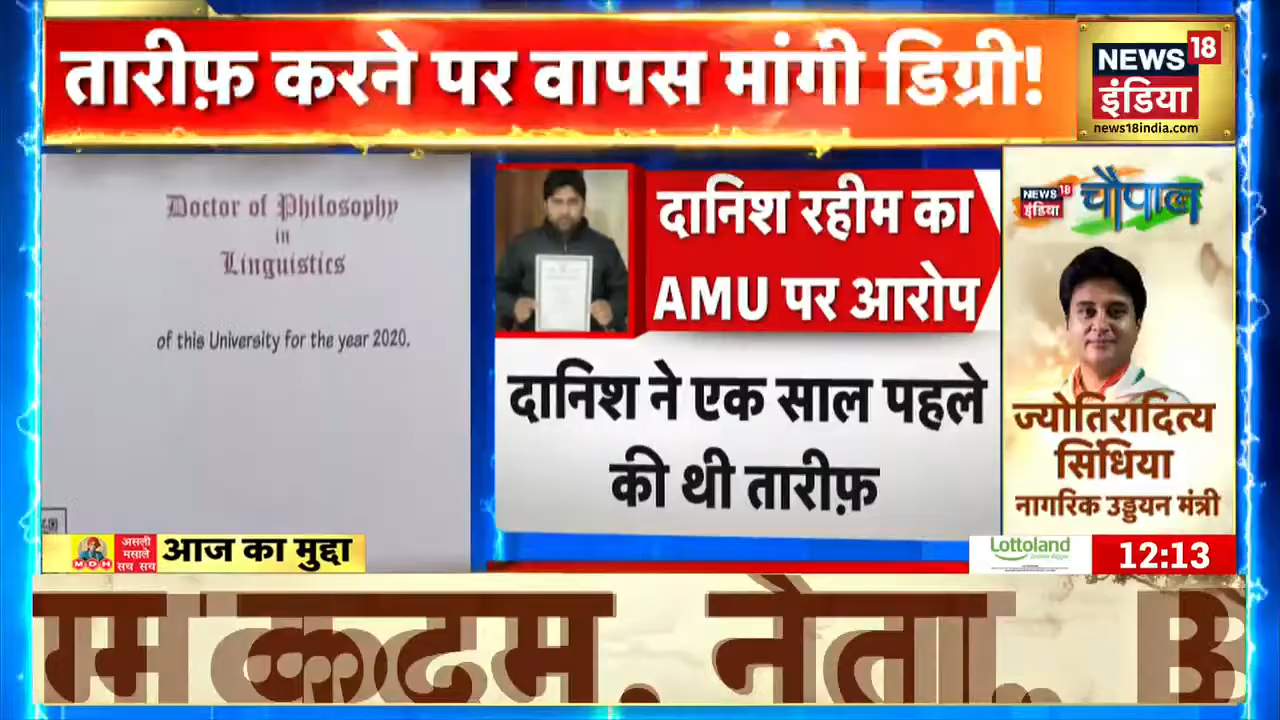 तारीफ़ करने पर वापस मांगी डिग्री!
NEWS 18
इंडिया
news18india.com
Doctor of Philosophy
in
Linguistics
of this University for the year 2020.
दानिश रहीम का
AMU पर आरोप
दानिश ने एक साल पहले
की थी तारीफ़
NEWS 18
इंडिया
चौपाल
ज्योतिरादित्य
सिंधिया
नागरिक उड्डयन मंत्री
MDH
असली
मसाले
सच सच
आज का मुद्दा
Lottoland
12:13
कदम, नेता,